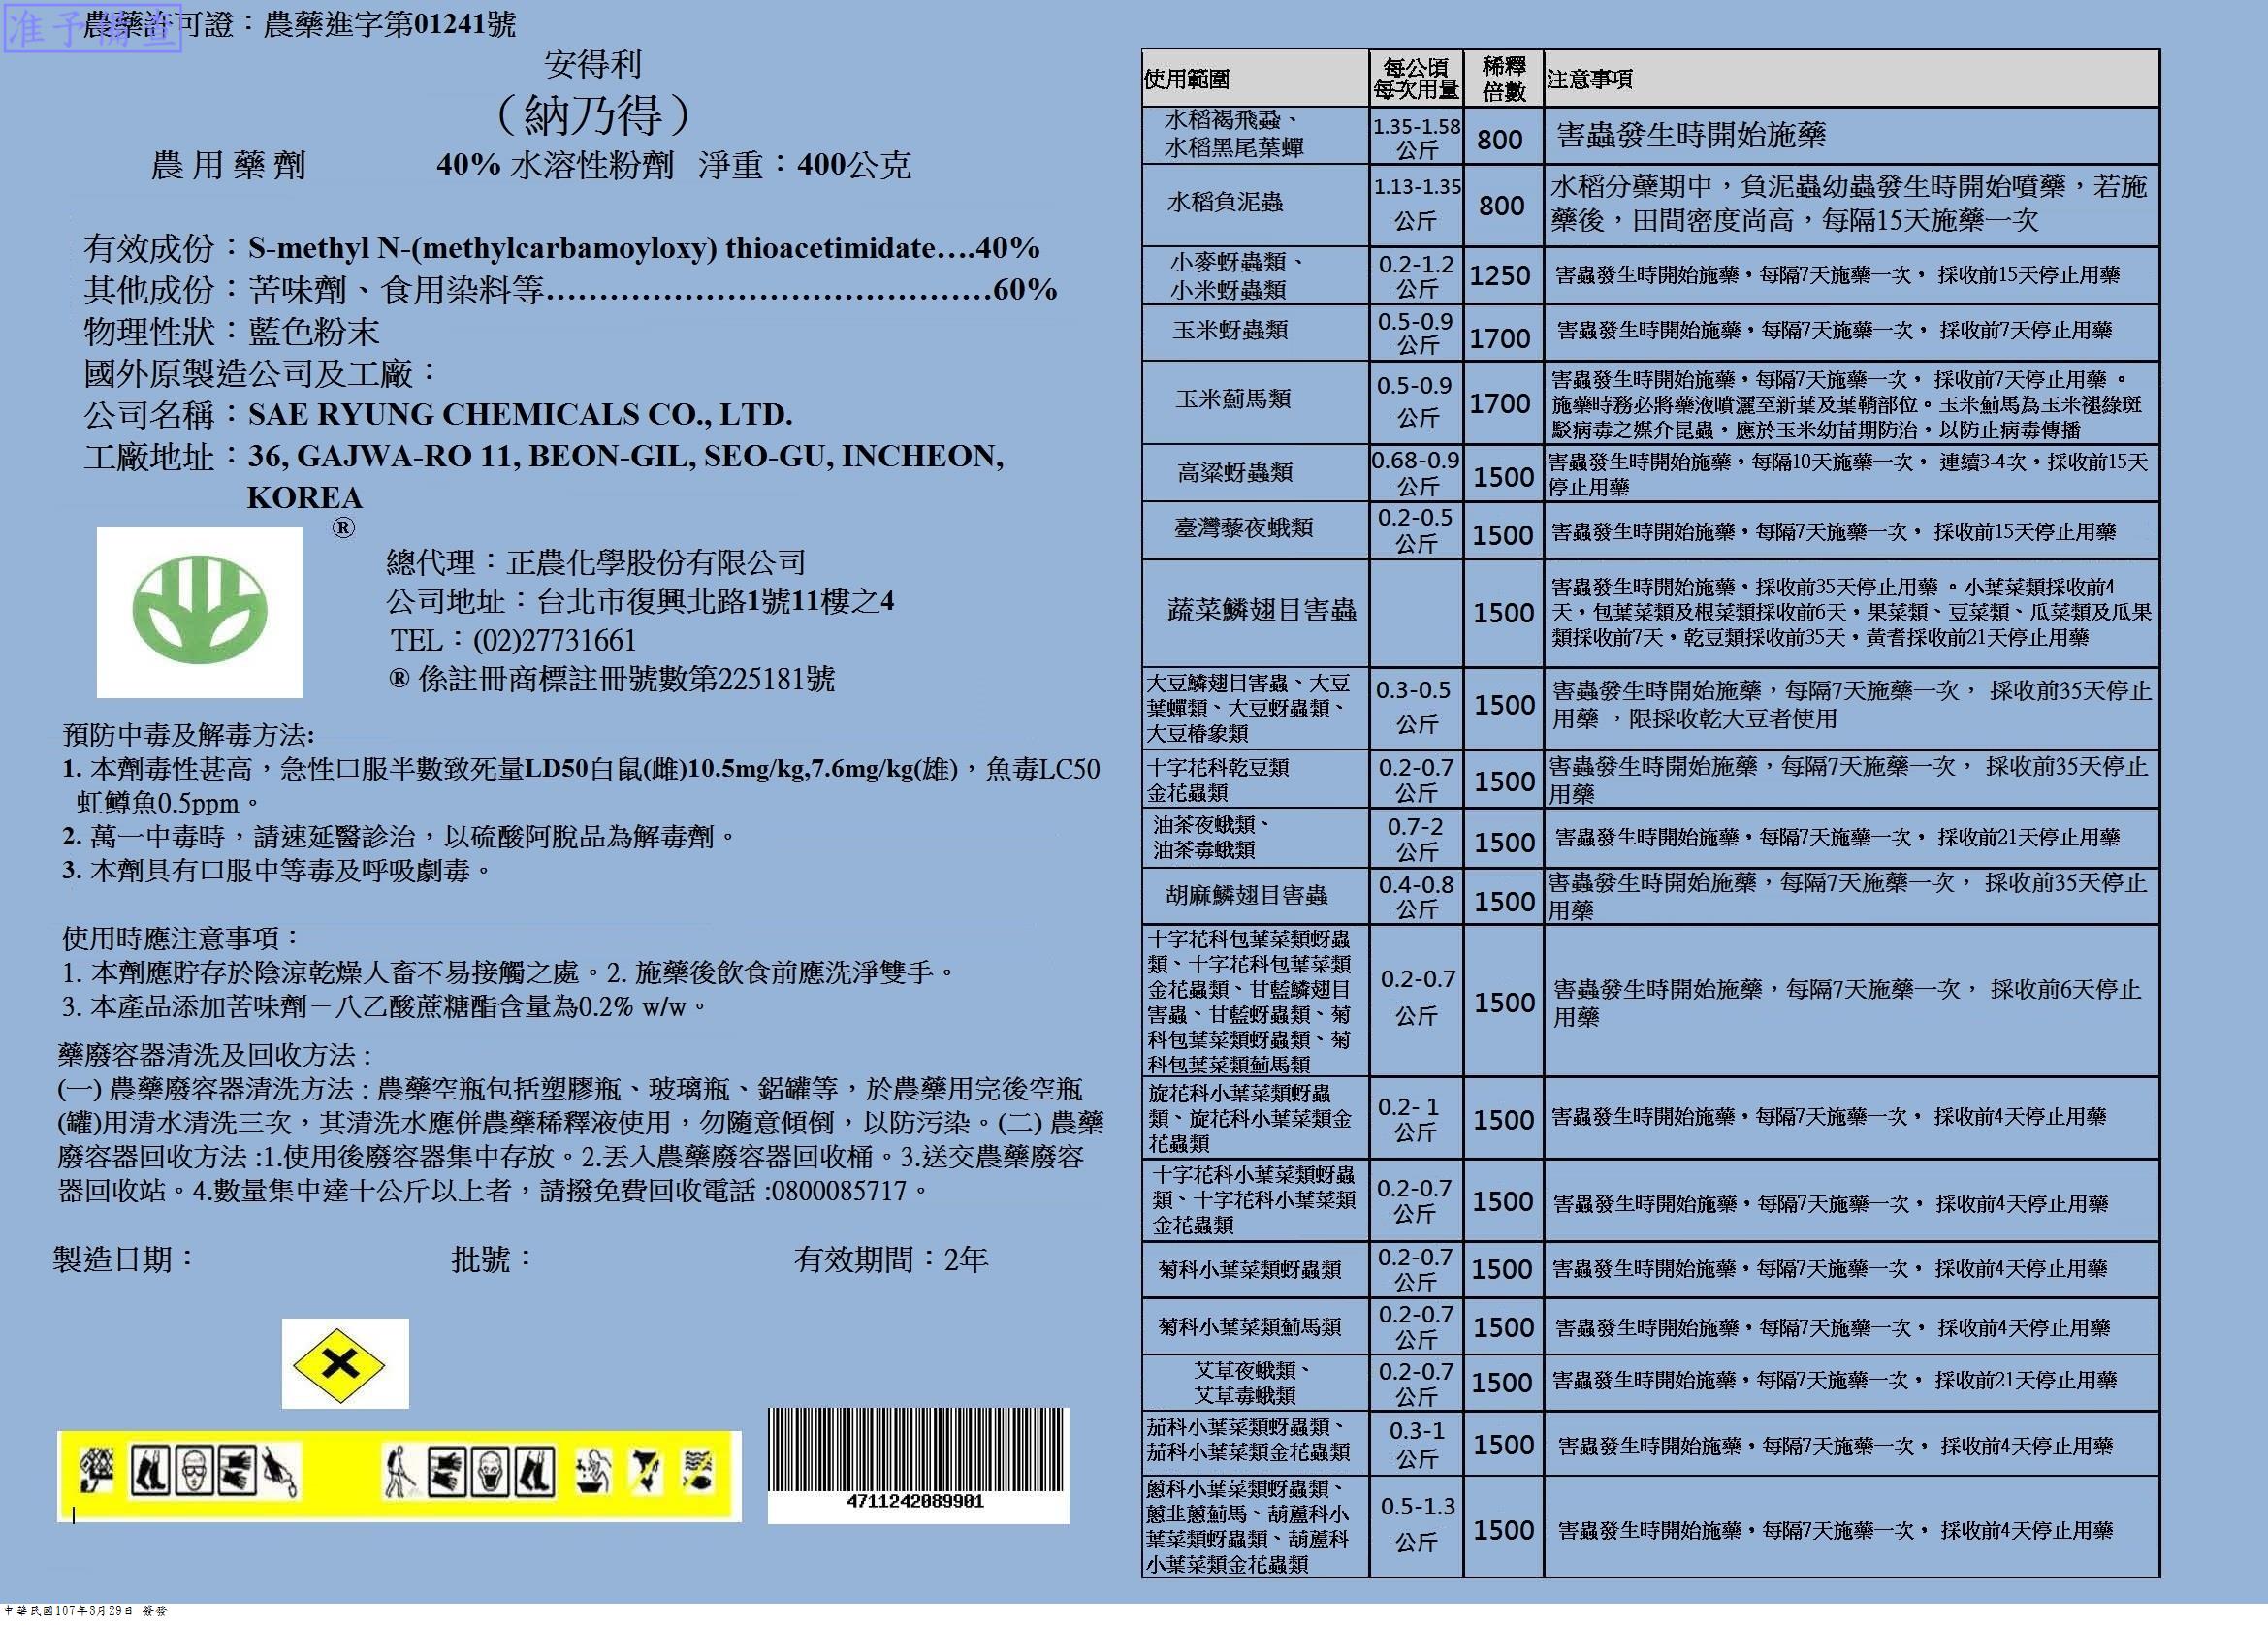 准予備查
農藥許可證：農藥進字第01241號
安得利
（納乃得）
農 用 藥 劑 40% 水溶性粉劑 淨重：400公克
有效成份：S-methyl N-(methylcarbamoyloxy) thioacetimidate….40%
其他成份：苦味劑、食用染料等……………………………………60%
物理性狀：藍色粉末
國外原製造公司及工廠：
公司名稱：SAE RYUNG CHEMICALS CO., LTD.
工廠地址：36, GAJWA-RO 11, BEON-GIL, SEO-GU, INCHEON,
KOREA
®
總代理：正農化學股份有限公司
公司地址：台北市復興北路1號11樓之4
TEL：(02)27731661
® 係註冊商標註冊號數第225181號
預防中毒及解毒方法:
1. 本劑毒性甚高，急性口服半數致死量LD50白鼠(雌)10.5mg/kg,7.6mg/kg(雄)，魚毒LC50
虹鱒魚0.5ppm。
2. 萬一中毒時，請速延醫診治，以硫酸阿脫品為解毒劑。
3. 本劑具有口服中等毒及呼吸劇毒。
使用時應注意事項：
1. 本劑應貯存於陰涼乾燥人畜不易接觸之處。2. 施藥後飲食前應洗淨雙手。
3. 本產品添加苦味劑－八乙酸蔗糖酯含量為0.2% w/w。
藥廢容器清洗及回收方法 :
(一) 農藥廢容器清洗方法 : 農藥空瓶包括塑膠瓶、玻璃瓶、鋁罐等，於農藥用完後空瓶
(罐)用清水清洗三次，其清洗水應併農藥稀釋液使用，勿隨意傾倒，以防污染。(二) 農藥
廢容器回收方法 :1.使用後廢容器集中存放。2.丟入農藥廢容器回收桶。3.送交農藥廢容
器回收站。4.數量集中達十公斤以上者，請撥免費回收電話 :0800085717。
製造日期： 批號： 有效期間：2年
4711242089901
中華民國107年3月29日 簽發
使用範圍 每公頃每次用量 稀釋倍數 注意事項
水稻褐飛蝨、
水稻黑尾葉蟬
1.35-1.58
公斤
800
害蟲發生時開始施藥
水稻負泥蟲
1.13-1.35
公斤
800
水稻分蘗期中，負泥蟲幼蟲發生時開始噴藥，若施
藥後，田間密度尚高，每隔15天施藥一次
小麥蚜蟲類、
小米蚜蟲類
0.2-1.2
公斤
1250
害蟲發生時開始施藥，每隔7天施藥一次， 採收前15天停止用藥
玉米蚜蟲類
0.5-0.9
公斤
1700
害蟲發生時開始施藥，每隔7天施藥一次， 採收前7天停止用藥
玉米薊馬類
0.5-0.9
公斤
1700
害蟲發生時開始施藥，每隔7天施藥一次， 採收前7天停止用藥 。
施藥時務必將藥液噴灑至新葉及葉鞘部位。玉米薊馬為玉米褪綠斑
駁病毒之媒介昆蟲，應於玉米幼苗期防治，以防止病毒傳播
高粱蚜蟲類
0.68-0.9
公斤
1500
害蟲發生時開始施藥，每隔10天施藥一次， 連續3-4次，採收前15天
停止用藥
臺灣藜夜蛾類
0.2-0.5
公斤
1500
害蟲發生時開始施藥，每隔7天施藥一次， 採收前15天停止用藥
蔬菜鱗翅目害蟲
1500
害蟲發生時開始施藥，採收前35天停止用藥 。小葉菜類採收前4
天，包葉菜類及根菜類採收前6天，果菜類、豆菜類、瓜菜類及瓜果
類採收前7天，乾豆類採收前35天，黃耆採收前21天停止用藥
大豆鱗翅目害蟲、大豆
葉蟬類、大豆蚜蟲類、
大豆椿象類
0.3-0.5
公斤
1500
害蟲發生時開始施藥，每隔7天施藥一次， 採收前35天停止
用藥 ，限採收乾大豆者使用
十字花科乾豆類
金花蟲類
0.2-0.7
公斤
1500
害蟲發生時開始施藥，每隔7天施藥一次， 採收前35天停止
用藥
油茶夜蛾類、
油茶毒蛾類
0.7-2
公斤
1500
害蟲發生時開始施藥，每隔7天施藥一次， 採收前21天停止用藥
胡麻鱗翅目害蟲
0.4-0.8
公斤
1500
害蟲發生時開始施藥，每隔7天施藥一次， 採收前35天停止
用藥
十字花科包葉菜類蚜蟲
類、十字花科包葉菜類
金花蟲類、甘藍鱗翅目
害蟲、甘藍蚜蟲類、菊
科包葉菜類蚜蟲類、菊
科包葉菜類薊馬類
0.2-0.7
公斤
1500
害蟲發生時開始施藥，每隔7天施藥一次， 採收前6天停止
用藥
旋花科小葉菜類蚜蟲
類、旋花科小葉菜類金
花蟲類
0.2- 1
公斤
1500
害蟲發生時開始施藥，每隔7天施藥一次， 採收前4天停止用藥
十字花科小葉菜類蚜蟲
類、十字花科小葉菜類
金花蟲類
0.2-0.7
公斤
1500
害蟲發生時開始施藥，每隔7天施藥一次， 採收前4天停止用藥
菊科小葉菜類蚜蟲類
0.2-0.7
公斤
1500
害蟲發生時開始施藥，每隔7天施藥一次， 採收前4天停止用藥
菊科小葉菜類薊馬類
0.2-0.7
公斤
1500
害蟲發生時開始施藥，每隔7天施藥一次， 採收前4天停止用藥
艾草夜蛾類、
艾草毒蛾類
0.2-0.7
公斤
1500
害蟲發生時開始施藥，每隔7天施藥一次， 採收前21天停止用藥
茄科小葉菜類蚜蟲類、
茄科小葉菜類金花蟲類
0.3-1
公斤
1500
害蟲發生時開始施藥，每隔7天施藥一次， 採收前4天停止用藥
蔥科小葉菜類蚜蟲類、
蔥韭蔥薊馬、葫蘆科小
葉菜類蚜蟲類、葫蘆科
小葉菜類金花蟲類
0.5-1.3
公斤
1500
害蟲發生時開始施藥，每隔7天施藥一次， 採收前4天停止用藥